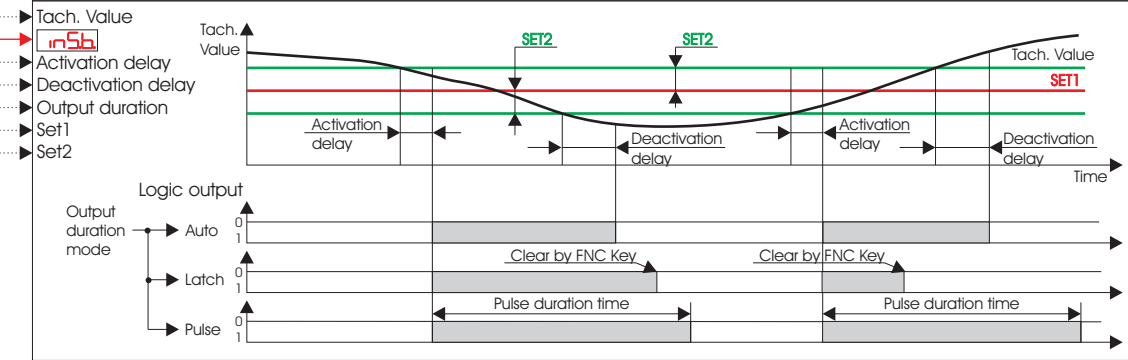 Tach. Value
inS.b.
Activation delay
Deactivation delay
Output duration
Set1
Set2
Tach.
Value
SET2
SET2
Tach. Value
SET1
Activation
delay
Deactivation
delay
Activation
delay
Deactivation
delay
Time
Logic output
Output
duration
mode
Auto
0
1
Clear by FNC Key
Clear by FNC Key
Latch
0
1
Pulse duration time
Pulse duration time
Pulse
0
1